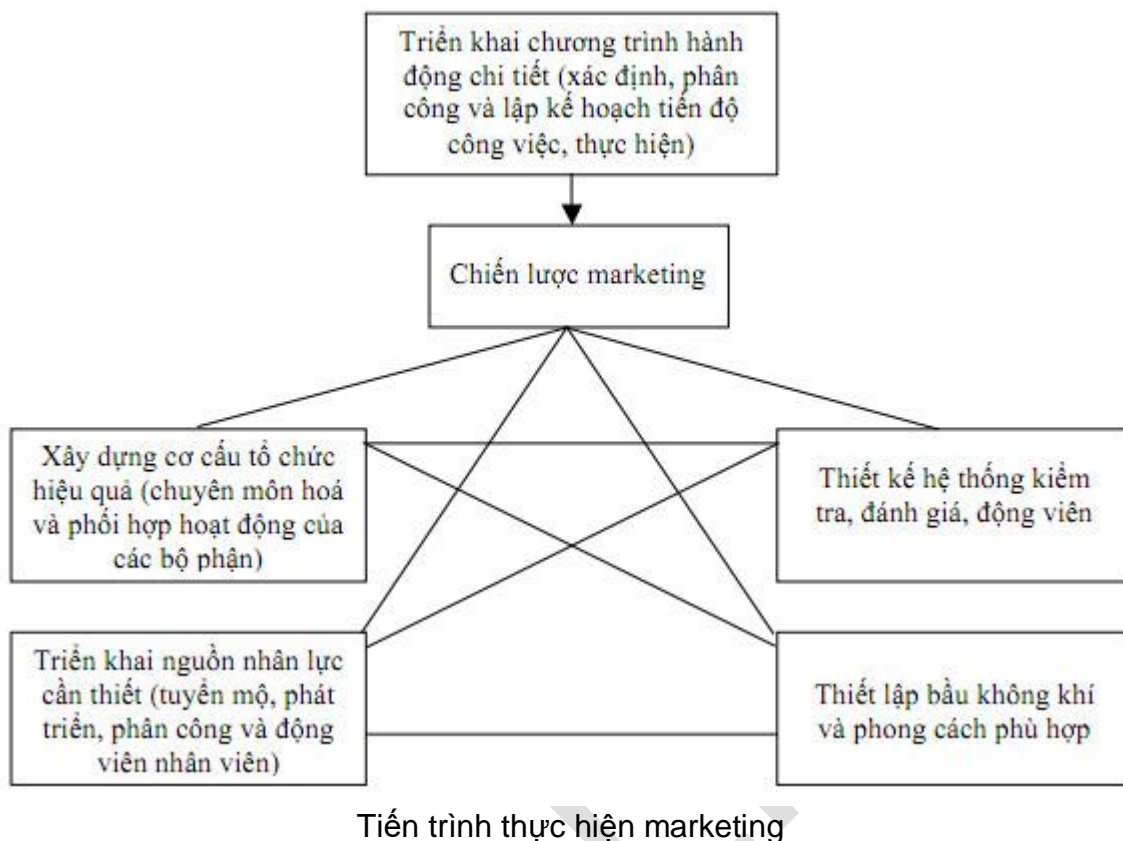 Triển khai chương trình hành
động chi tiết (xác định, phân
công và lập kế hoạch tiến độ
công việc, thực hiện)
Chiến lược marketing
Xây dựng cơ cấu tổ chức
hiệu quả (chuyên môn hoá
và phối hợp hoạt động của
các bộ phận)
Thiết kế hệ thống kiểm
tra, đánh giá, động viên
Triển khai nguồn nhân lực
cần thiết (tuyển mộ, phát
triển, phân công và động
viên nhân viên)
Thiết lập bầu không khí
và phong cách phù hợp
Tiến trình thực hiện marketing